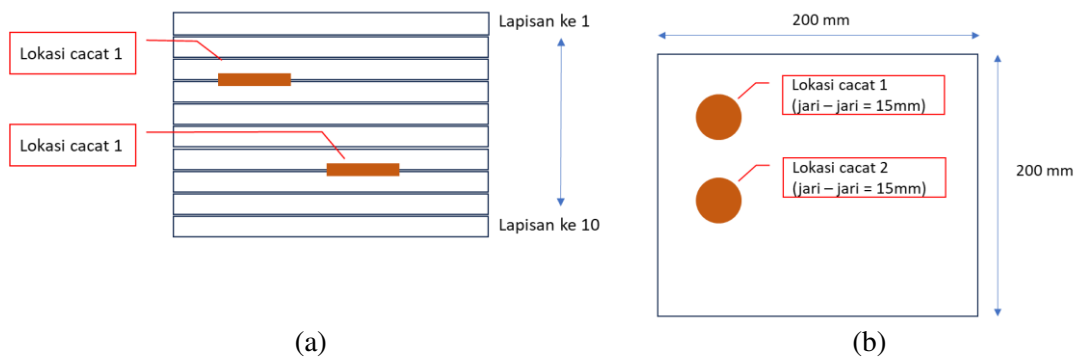 Lapisan ke 1
Lokasi cacat 1
Lokasi cacat 1
Lapisan ke 10
(a)
200 mm
Lokasi cacat 1
(jari – jari = 15mm)
Lokasi cacat 2
(jari – jari = 15mm)
200 mm
(b)